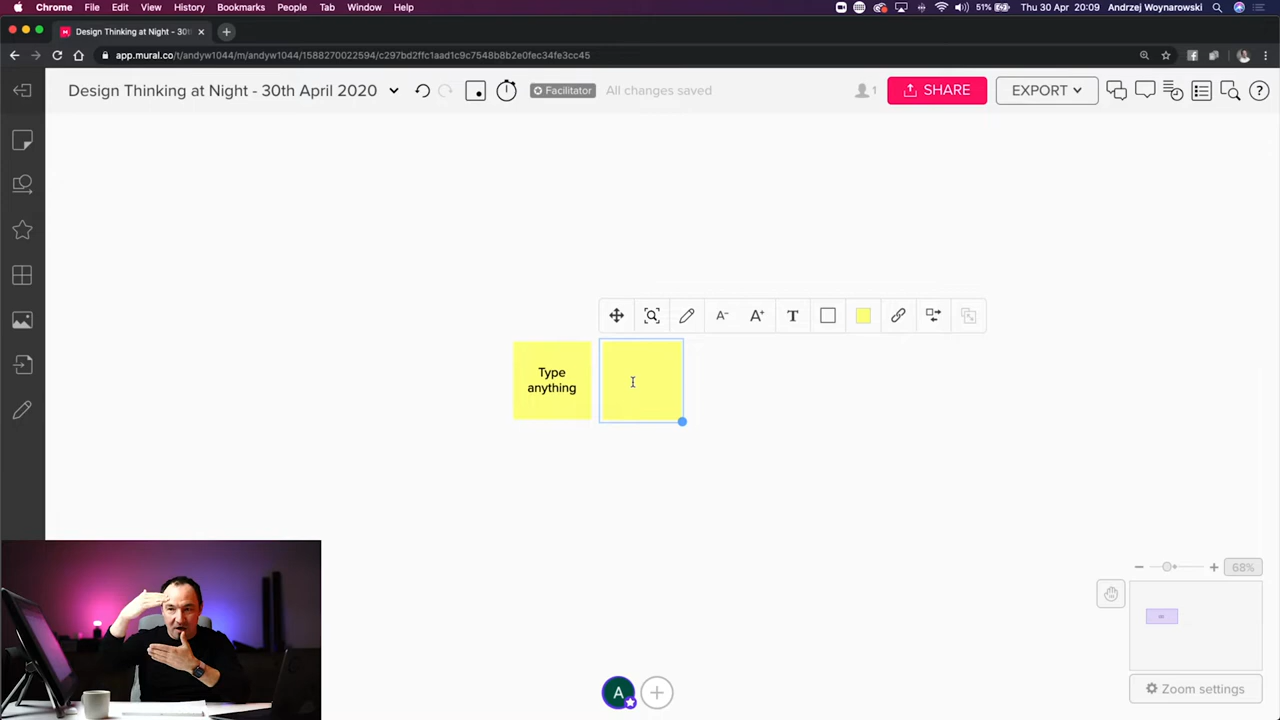 Chrome File Edit View History Bookmarks People Tab Window Help 51% Thu 30 Apr 20:09 Andrzej Woynarowski
Design Thinking at Night - 30th
app.mural.co/t/andyw1044/m/andyw1044/1588270022594/c297bd2ffc1aad1c9c7548b8b2e0fec34fe3cc45
Design Thinking at Night - 30th April 2020 Facilitator All changes saved 1 SHARE EXPORT ?
A- A+ T
Type
anything
68%
Zoom settings
A